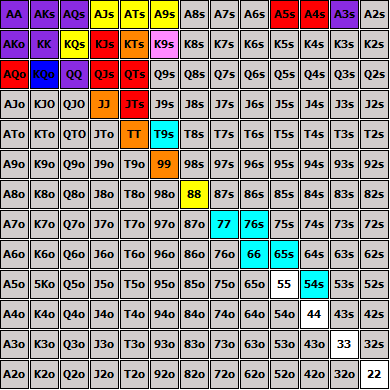 AA AKs AQs AJs ATs A9s A8s A7s A6s A5s A4s A3s A2s
AKo KK KQs KJs KTs K9s K8s K7s K6s K5s K4s K3s K2s
AQo KQo QQ QJs QTs Q9s Q8s Q7s Q6s Q5s Q4s Q3s Q2s
AJo KJO QJO JJ JTs J9s J8s J7s J6s J5s J4s J3s J2s
ATo KTo QTO JTo TT T9s T8s T7s T6s T5s T4s T3s T2s
A9o K9o Q9o J9o T9o 99 98s 97s 96s 95s 94s 93s 92s
A8o K8o Q8o J8o T8o 98o 88 87s 86s 85s 84s 83s 82s
A7o K7o Q7o J7o T7o 97o 87o 77 76s 75s 74s 73s 72s
A6o K6o Q6o J6o T6o 96o 86o 76o 66 65s 64s 63s 62s
A5o 5Ko Q5o J5o T5o 95o 85o 75o 65o 55 54s 53s 52s
A4o K4o Q4o J4o T4o 94o 84o 74o 64o 54o 44 43s 42s
A3o K3o Q3o J3o T3o 93o 83o 73o 63o 53o 43o 33 32s
A2o K2o Q2o J2o T2o 92o 82o 72o 62o 52o 42o 32o 22